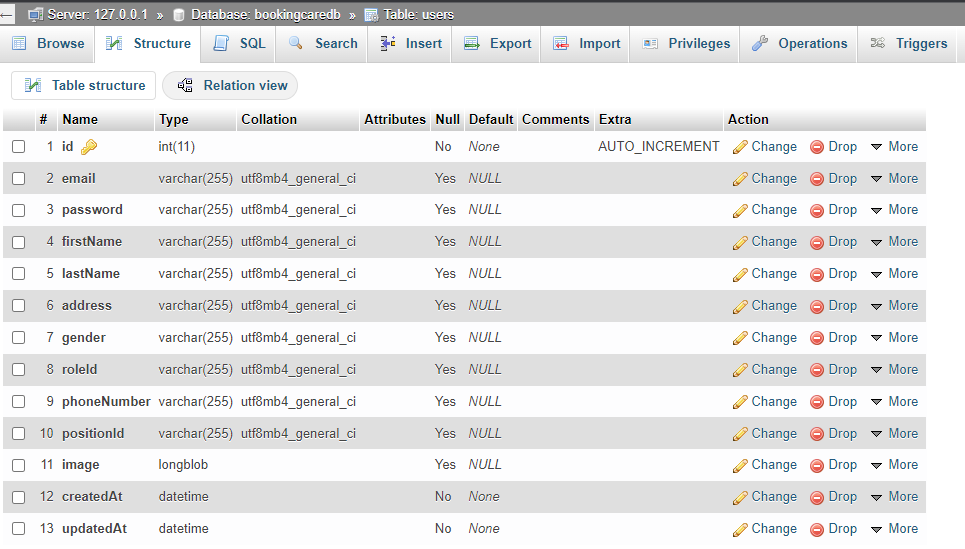 Server: 127.0.0.1 » Database: bookingcaredb » Table: users
Browse Structure SQL Search Insert Export Import Privileges Operations Triggers
Table structure Relation view
# Name Type Collation Attributes Null Default Comments Extra Action
1 id int(11) No None AUTO_INCREMENT Change Drop More
2 email varchar(255) utf8mb4_general_ci Yes NULL Change Drop More
3 password varchar(255) utf8mb4_general_ci Yes NULL Change Drop More
4 firstName varchar(255) utf8mb4_general_ci Yes NULL Change Drop More
5 lastName varchar(255) utf8mb4_general_ci Yes NULL Change Drop More
6 address varchar(255) utf8mb4_general_ci Yes NULL Change Drop More
7 gender varchar(255) utf8mb4_general_ci Yes NULL Change Drop More
8 roleId varchar(255) utf8mb4_general_ci Yes NULL Change Drop More
9 phoneNumber varchar(255) utf8mb4_general_ci Yes NULL Change Drop More
10 positionId varchar(255) utf8mb4_general_ci Yes NULL Change Drop More
11 image longblob Yes NULL Change Drop More
12 createdAt datetime No None Change Drop More
13 updatedAt datetime No None Change Drop More